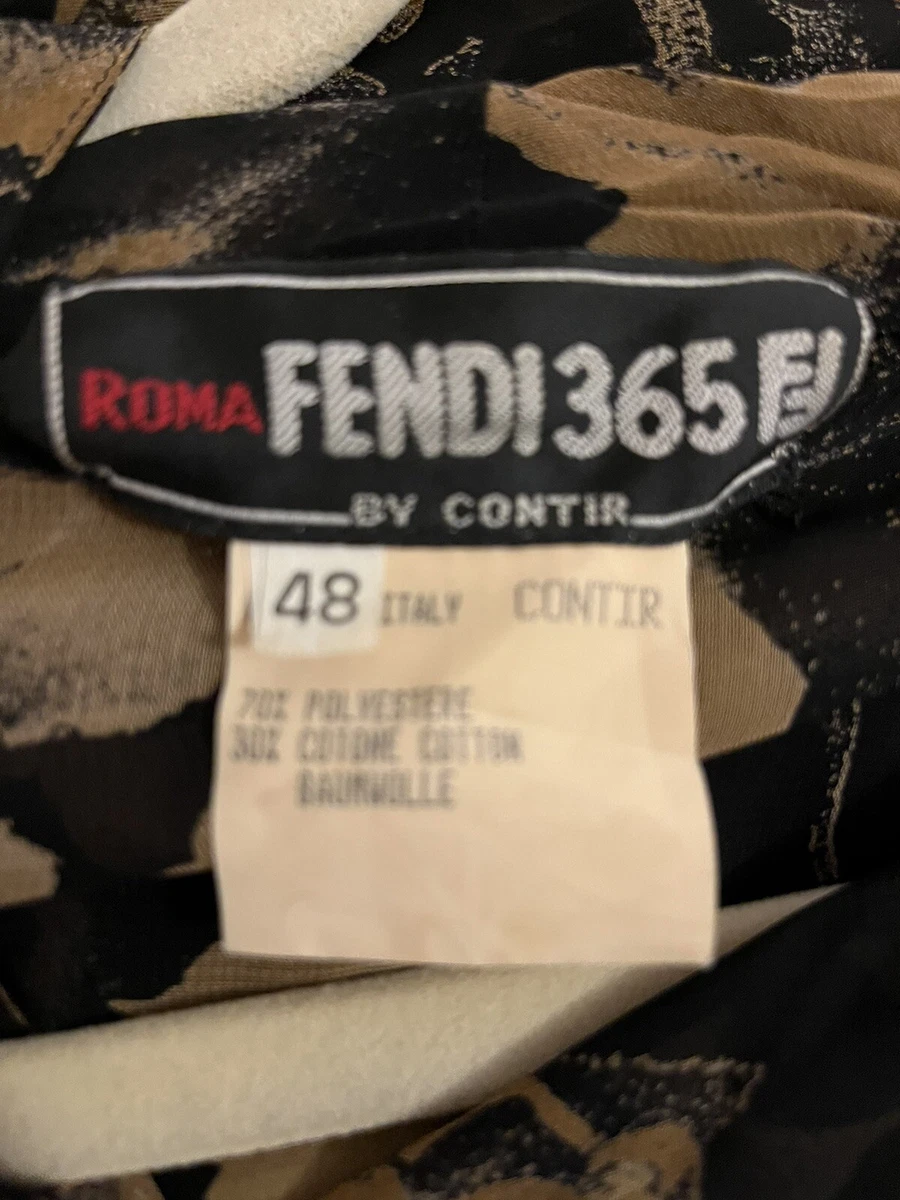 ROMA FENDI 365 FF
BY CONTIR
48 ITALY CONTIR
70% POLYESTERE
30% COTONE COTTON
BAUMWOLLE